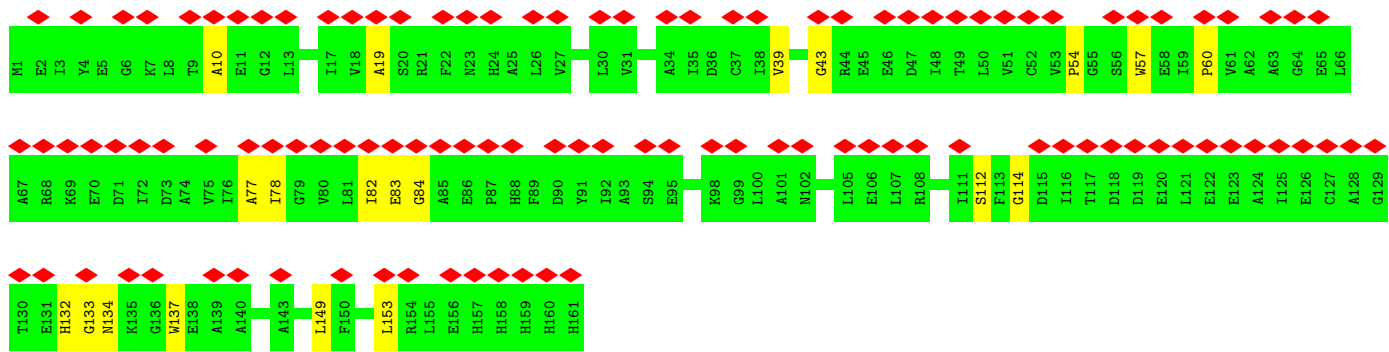 M1 E2 I3 Y4 E5 G6 K7 L8 T9 A10 E11 G12 L13 I17 V18 A19 S20 R21 F22 N23 H24 A25 L26 V27 L30 V31 A34 I35 D36 C37 I38 V39 G43 R44 E45 E46 D47 I48 T49 L50 V51 C52 V53 P54 G55 S56 W57 E58 I59 P60 V61 A62 A63 G64 E65 L66
A67 R68 K69 E70 D71 I72 D73 A74 V75 I76 A77 I78 G79 V80 L81 I82 E83 G84 A85 E86 P87 H88 F89 D90 Y91 I92 A93 S94 E95 K98 G99 L100 A101 N102 L105 E106 L107 R108 I111 S112 F113 G114 D115 I116 T117 D118 D119 E120 L121 E122 E123 A124 I125 E126 C127 A128 G129
T130 E131 H132 G133 N134 K135 G136 W137 E138 A139 A140 A143 L149 F150 L153 R154 L155 E156 H157 H158 H159 H160 H161